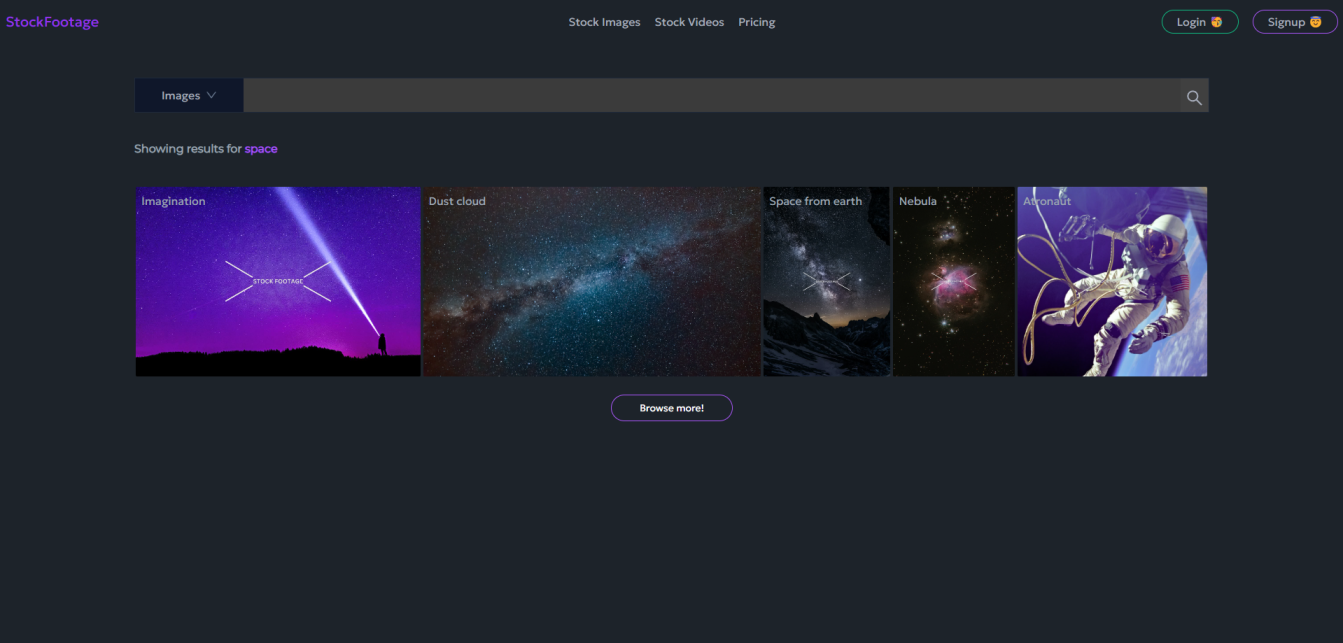 StockFootage
Stock Images Stock Videos Pricing
Login 🥳 Signup 😇
Images
Showing results for space
Imagination
Dust cloud
Space from earth
Nebula
Atronaut
STOCK FOOTAGE
Browse more!